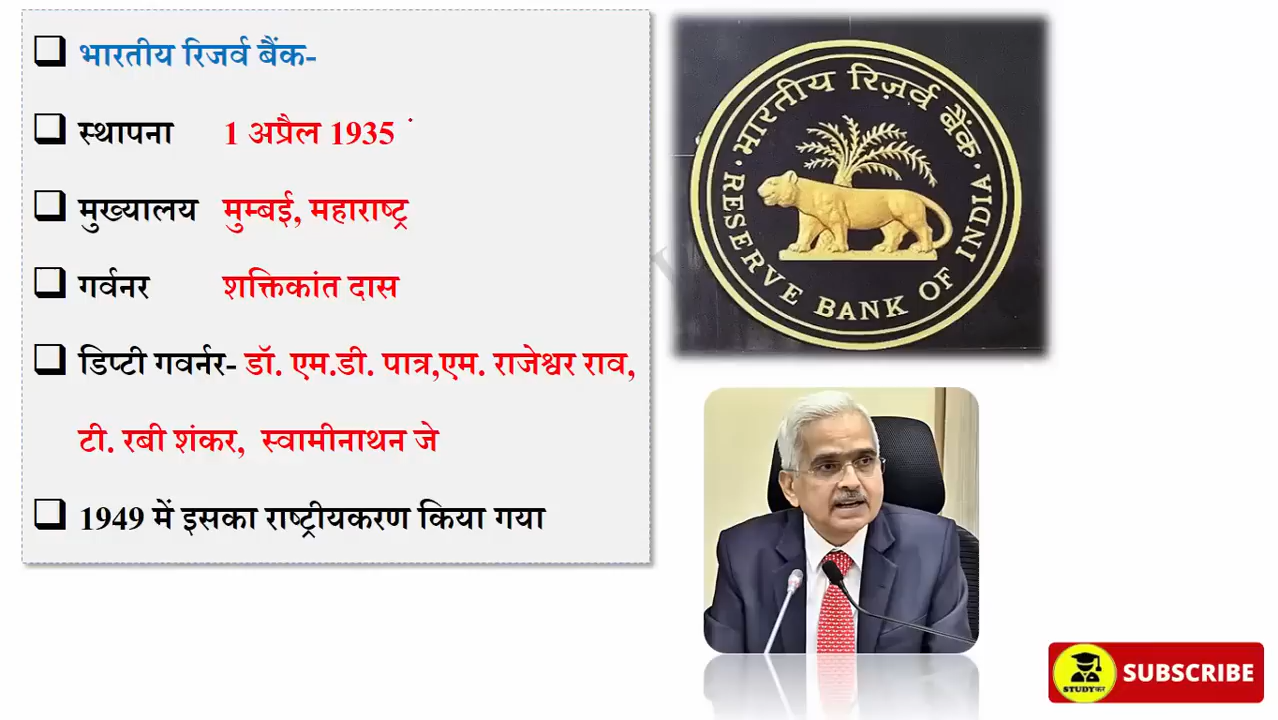 भारतीय रिजर्व बैंक-
स्थापना 1 अप्रैल 1935
मुख्यालय मुम्बई, महाराष्ट्र
गर्वनर शक्तिकांत दास
डिप्टी गवर्नर- डॉ. एम.डी. पात्र,एम. राजेश्वर राव,
टी. रबी शंकर, स्वामीनाथन जे
1949 में इसका राष्ट्रीयकरण किया गया
भारतीय रिज़र्व बैंक
RESERVE BANK OF INDIA
STUDYकर
SUBSCRIBE